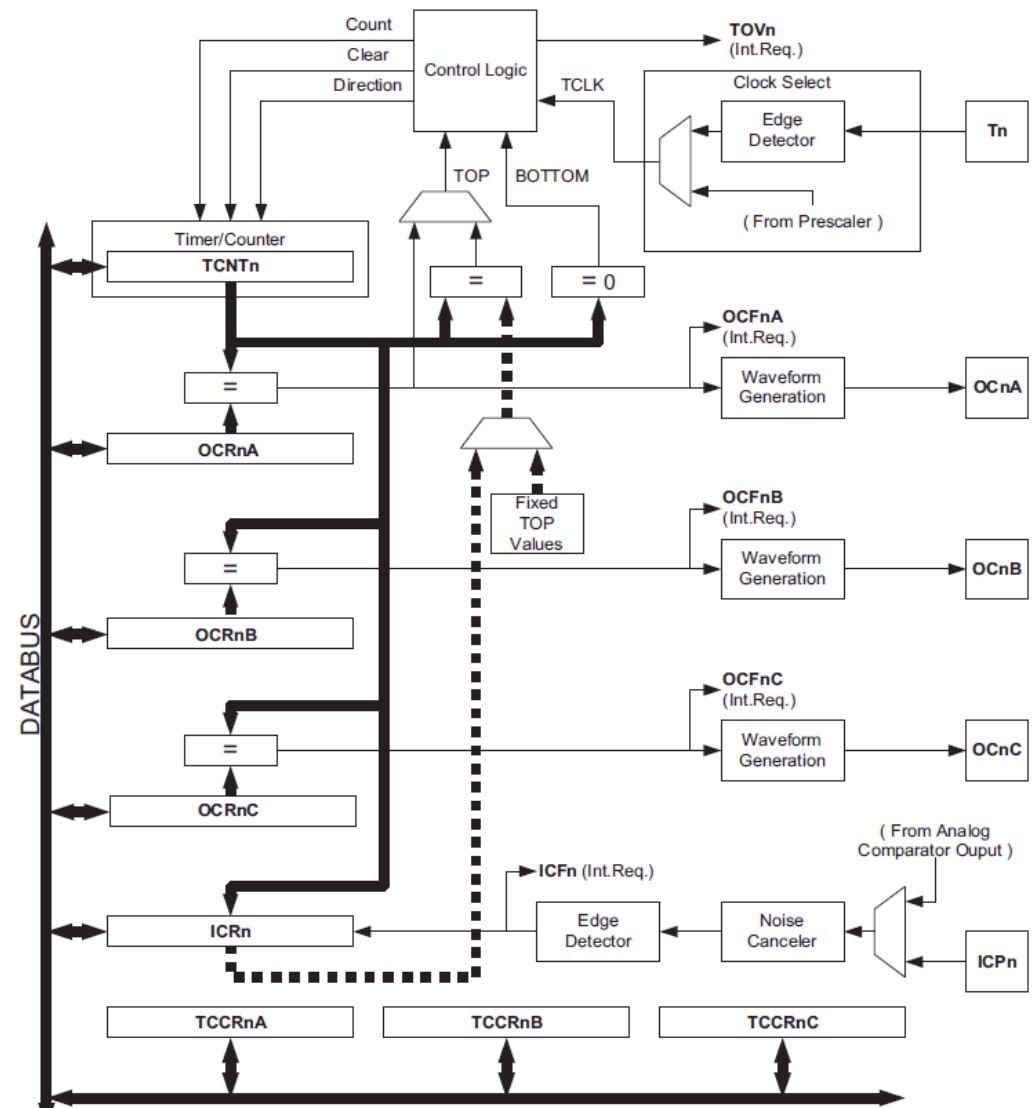 Count
Clear
Direction
Control Logic
TOVn
(Int.Req.)
TCLK
Clock Select
Edge
Detector
Tn
( From Prescaler )
TOP
BOTTOM
Timer/Counter
TCNTn
=
= 0
=
OCRnA
OCFnA
(Int.Req.)
Waveform
Generation
OCnA
Fixed
TOP
Values
=
OCRnB
OCFnB
(Int.Req.)
Waveform
Generation
OCnB
DATABUS
=
OCRnC
OCFnC
(Int.Req.)
Waveform
Generation
OCnC
( From Analog
Comparator Ouput )
ICFn (Int.Req.)
ICRn
Edge
Detector
Noise
Canceler
ICPn
TCCRnA
TCCRnB
TCCRnC